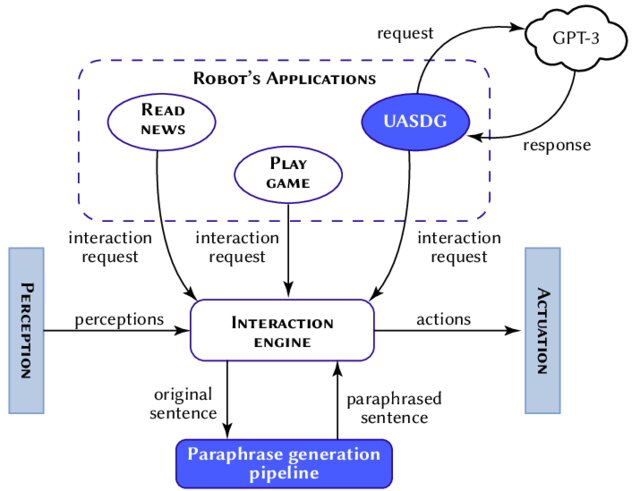 request
GPT-3
ROBOT'S APPLICATIONS
READ
NEWS
UASDG
response
PLAY
GAME
interaction
request
interaction
request
interaction
request
PERCEPTION
perceptions
INTERACTION
ENGINE
actions
ACTUATION
original
sentence
paraphrased
sentence
Paraphrase generation
pipeline